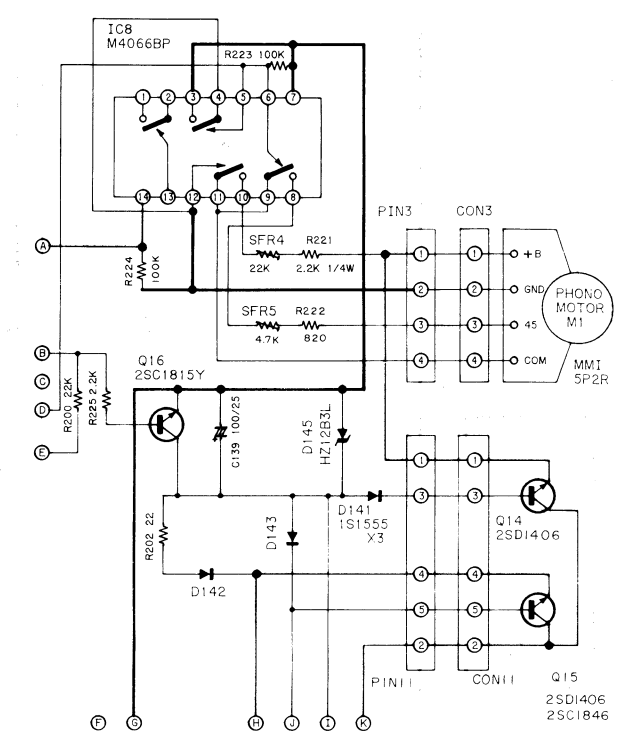 IC8
M4066BP
R223 100K
1 2 3 4 5 6 7
14 13 12 11 10 9 8
PIN3 CON3
A
R224
100K
SFR4 R221
22K 2.2K 1/4W
SFR5 R222
4.7K 820
1 1 +B
2 2 GND
3 3 45
4 4 COM
PHONO
MOTOR
M1
MMI
5P2R
B
C
D
E
R200 22K
R225 2.2K
Q16
2SC1815Y
C139 100/25
D145
HZ12B3L
D141
1S1555
X3
R202 22
D143
D142
1 1
3 3
4 4
5 5
2 2
Q14
2SD1406
PIN11 CON11
Q15
2SD1406
2SC1846
F G H J I K